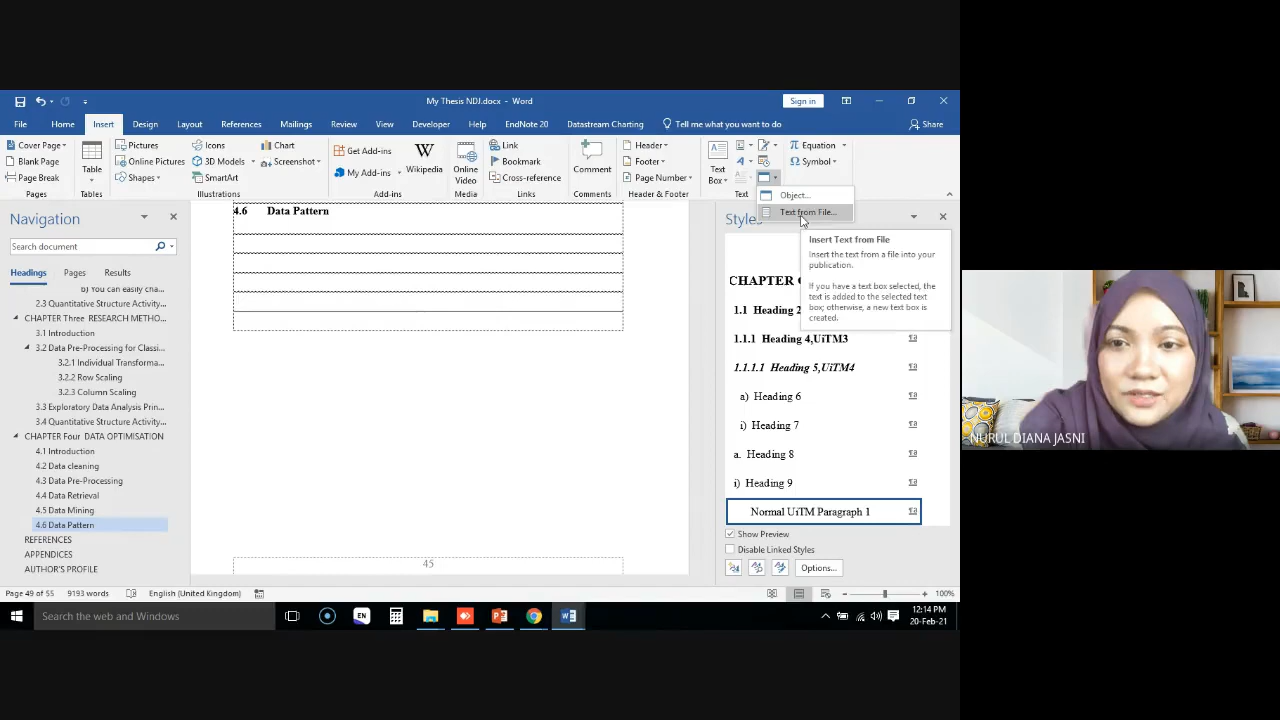 My Thesis NDJ.docx - Word
Sign in
File Home Insert Design Layout References Mailings Review View Developer Help EndNote 20 Datastream Charting Tell me what you want to do Share
Cover Page
Blank Page
Page Break
Pages
Table
Tables
Pictures
Online Pictures
Shapes
Icons
3D Models
SmartArt
Chart
Screenshot
Illustrations
Get Add-ins
My Add-ins
Wikipedia
Add-ins
Online
Video
Media
Link
Bookmark
Cross-reference
Links
Comment
Comments
Header
Footer
Page Number
Header & Footer
Text
Box
Text
Equation
Symbol
Object...
Text from File...
Insert Text from File
Insert the text from a file into your
publication.
If you have a text box selected, the
text is added to the selected text
box; otherwise, a new text box is
created.
Navigation
Search document
Headings Pages Results
b) You can easily cha...
2.3 Quantitative Structure Activity...
CHAPTER Three RESEARCH METHO...
3.1 Introduction
3.2 Data Pre-Processing for Classi...
3.2.1 Individual Transforma...
3.2.2 Row Scaling
3.2.3 Column Scaling
3.3 Exploratory Data Analysis Prin...
3.4 Quantitative Structure Activity...
CHAPTER Four DATA OPTIMISATION
4.1 Introduction
4.2 Data cleaning
4.3 Data Pre-Processing
4.4 Data Retrieval
4.5 Data Mining
4.6 Data Pattern
REFERENCES
APPENDICES
AUTHOR'S PROFILE
4.6 Data Pattern
45
Styles
CHAPTER
1.1 Heading 2
1.1.1 Heading 4,UiTM3
1.1.1.1 Heading 5,UiTM4
a) Heading 6
i) Heading 7
a. Heading 8
i) Heading 9
Normal UiTM Paragraph 1
Show Preview
Disable Linked Styles
Options...
NURUL DIANA JASNI
Page 49 of 55 9193 words English (United Kingdom) 100%
Search the web and Windows
EN
12:14 PM
20-Feb-21